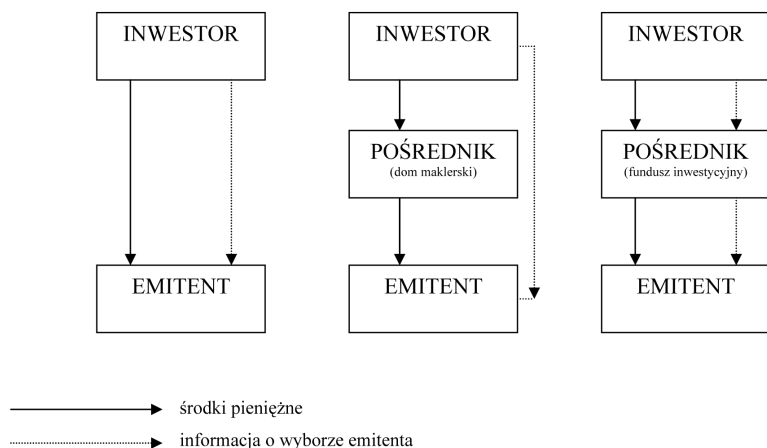 INWESTOR
INWESTOR
INWESTOR
POŚREDNIK
(dom maklerski)
POŚREDNIK
(fundusz inwestycyjny)
EMITENT
EMITENT
EMITENT
środki pieniężne
informacja o wyborze emitenta